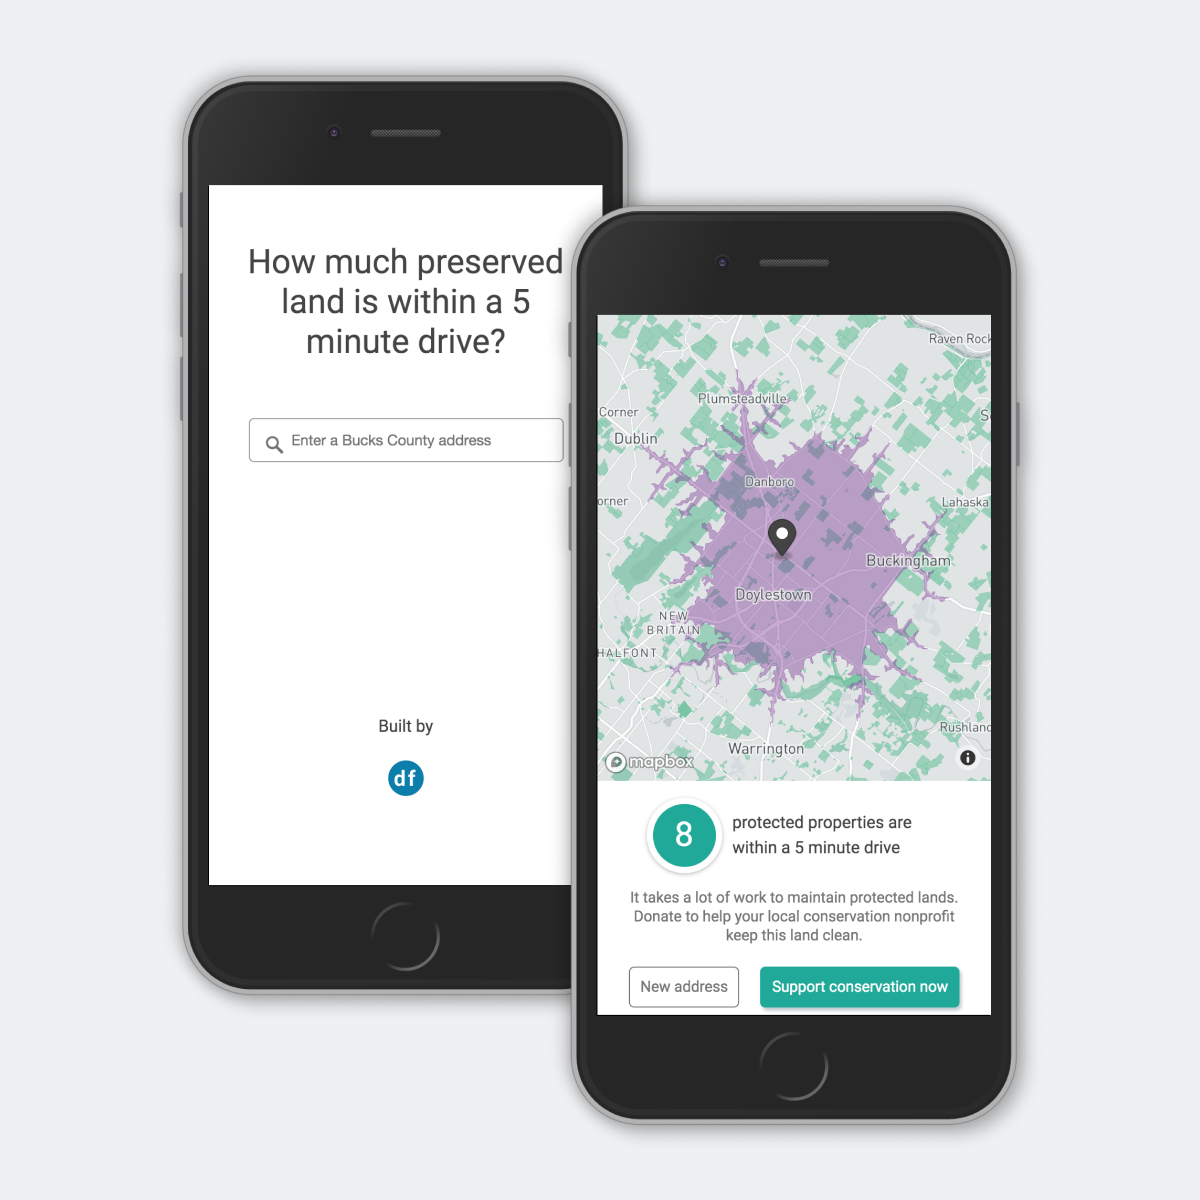 How much preserved
land is within a 5
minute drive?
Enter a Bucks County address
Built by
df
Raven Rock
Plumsteadville
Corner
Dublin
Danboro
orner
Lahaska
Buckingham
Doylestown
NEW
BRITAIN
HALFONT
Rushland
Warrington
mapbox
8
protected properties are
within a 5 minute drive
It takes a lot of work to maintain protected lands.
Donate to help your local conservation nonprofit
keep this land clean.
New address
Support conservation now